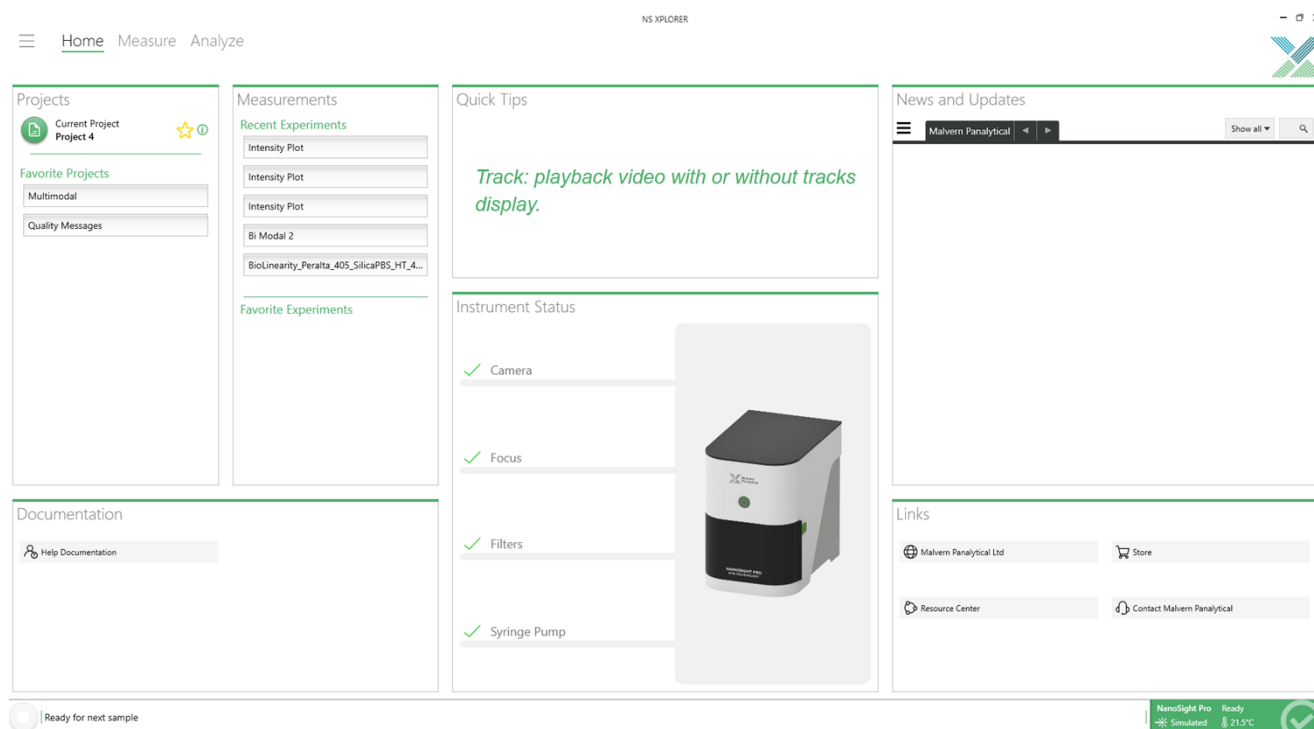 NS XPLORER
Home
Measure
Analyze
Projects
Current Project
Project 4
Favorite Projects
Multimodal
Quality Messages
Measurements
Recent Experiments
Intensity Plot
Intensity Plot
Intensity Plot
Bi Modal 2
BioLinearity_Peralta_405_SilicaPBS_HT_4...
Favorite Experiments
Quick Tips
Track: playback video with or without tracks
display.
Instrument Status
Camera
Focus
Filters
Syringe Pump
NANOSIGHT PRO
News and Updates
Malvern Panalytical
Show all
Documentation
Help Documentation
Links
Malvern Panalytical Ltd
Store
Resource Center
Contact Malvern Panalytical
Ready for next sample
NanoSight Pro Ready
Simulated 21.5°C